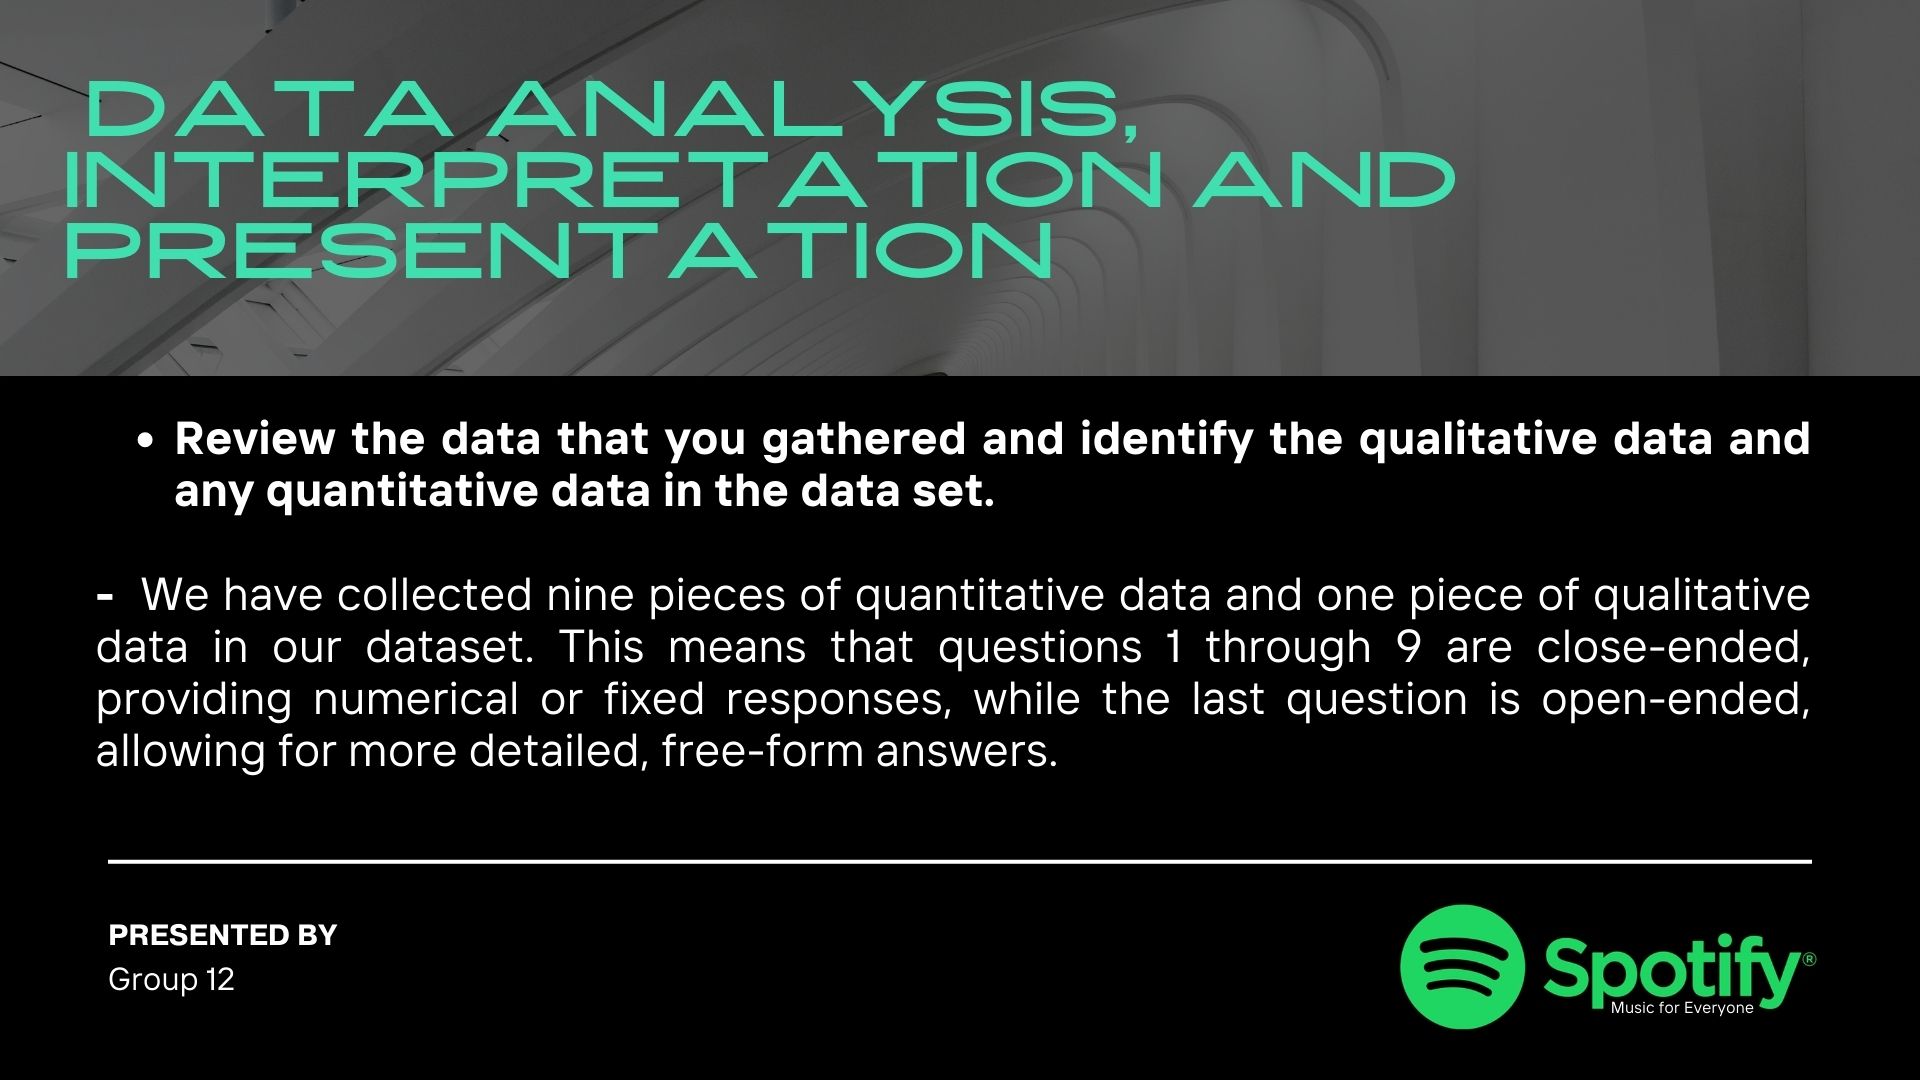 DATA ANALYSIS,
INTERPRETATION AND
PRESENTATION
• Review the data that you gathered and identify the qualitative data and
any quantitative data in the data set.
- We have collected nine pieces of quantitative data and one piece of qualitative
data in our dataset. This means that questions 1 through 9 are close-ended,
providing numerical or fixed responses, while the last question is open-ended,
allowing for more detailed, free-form answers.
PRESENTED BY
Group 12
Spotify®
Music for Everyone